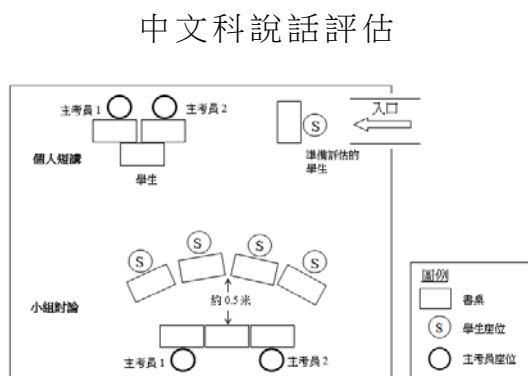 中文科說話評估
主考員 1
主考員 2
入口
S
準備評估的
學生
個人短講
學生
S
S
S
S
約 0.5 米
小組討論
主考員 1
主考員 2
圖例
書桌
S
學生座位
主考員座位